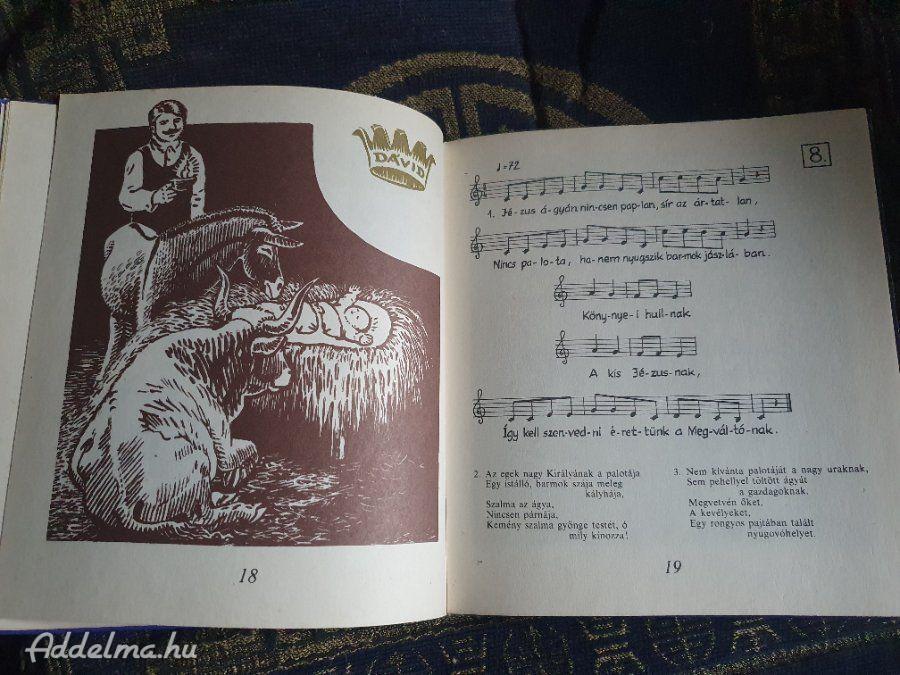 DÁVID
18
♩=72
8.
1. Jé-zus á-gyán nin-csen pap-lan, sír az ár-tat-lan,
Nincs pa-lo-ta, ha-nem nyugszik bar-mok jász-lá-ban.
Köny-nye-i hull-nak
A kis Jé-zus-nak,
Így kell szen-ved-ni é-ret-tünk a Meg-vál-tó-nak.
2. Az egek nagy Királyának a palotája
Egy istálló, barmok szája meleg
kályhája,
Szalma az ágya,
Nincsen párnája,
Kemény szalma gyönge testét, ó
mily kínozza!
3. Nem kívánta palotáját a nagy uraknak,
Sem pehellyel töltött ágyát
a gazdagoknak.
Megvetvén őket,
A kevélyeket,
Egy rongyos pajtában talált
nyugovóhelyet.
19
Addelma.hu